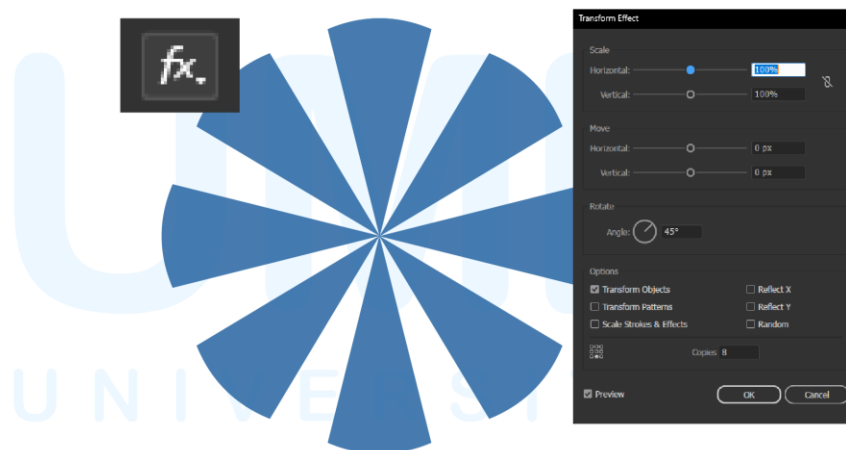 fx.
Transform Effect
Scale
Horizontal: 100%
Vertical: 100%
Move
Horizontal: 0 px
Vertical: 0 px
Rotate
Angle: 45°
Options
Transform Objects
Reflect X
Transform Patterns
Reflect Y
Scale Strokes & Effects
Random
Copies 8
Preview
OK
Cancel